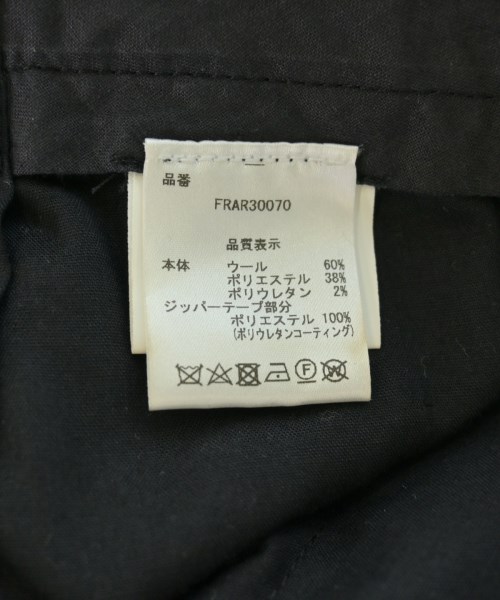 品番
FRAR30070
品質表示
本体 ウール 60%
ポリエステル 38%
ポリウレタン 2%
ジッパーテープ部分
ポリエステル 100%
(ポリウレタンコーティング)
F W